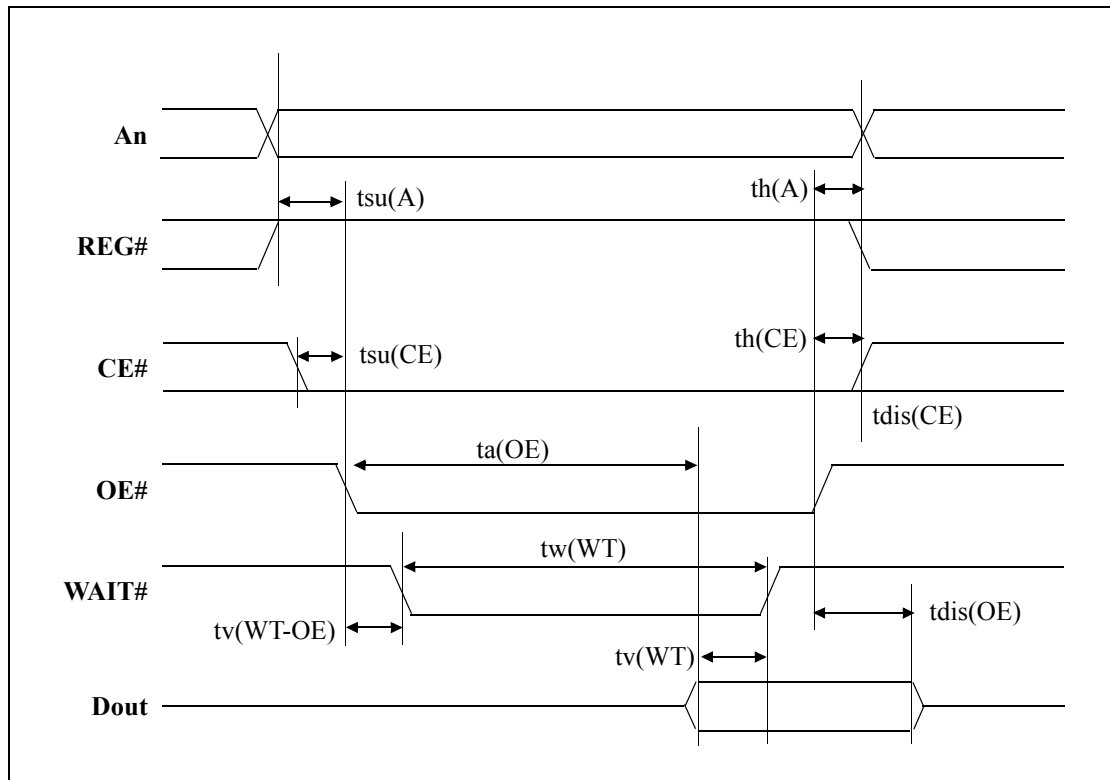 An
tsu(A)
th(A)
REG#
tsu(CE)
th(CE)
CE#
tdis(CE)
ta(OE)
OE#
tw(WT)
WAIT#
tv(WT-OE)
tdis(OE)
tv(WT)
Dout